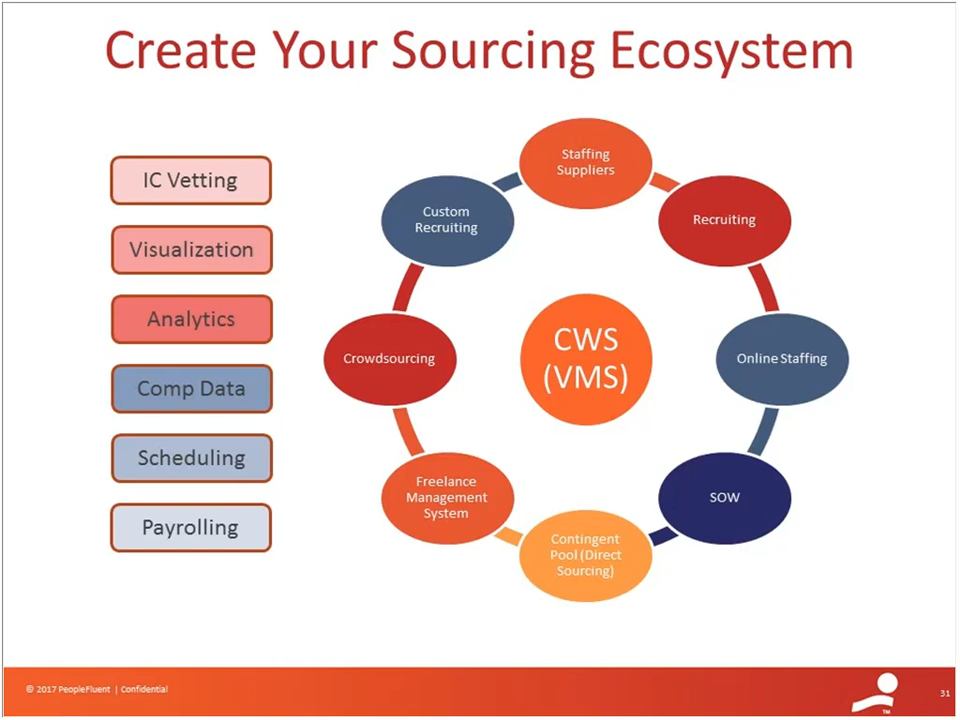 Create Your Sourcing Ecosystem
IC Vetting
Visualization
Analytics
Comp Data
Scheduling
Payrolling
Staffing
Suppliers
Recruiting
Online Staffing
SOW
Contingent
Pool (Direct
Sourcing)
Freelance
Management
System
Crowdsourcing
Custom
Recruiting
CWS
(VMS)
© 2017 PeopleFluent | Confidential
TM
31